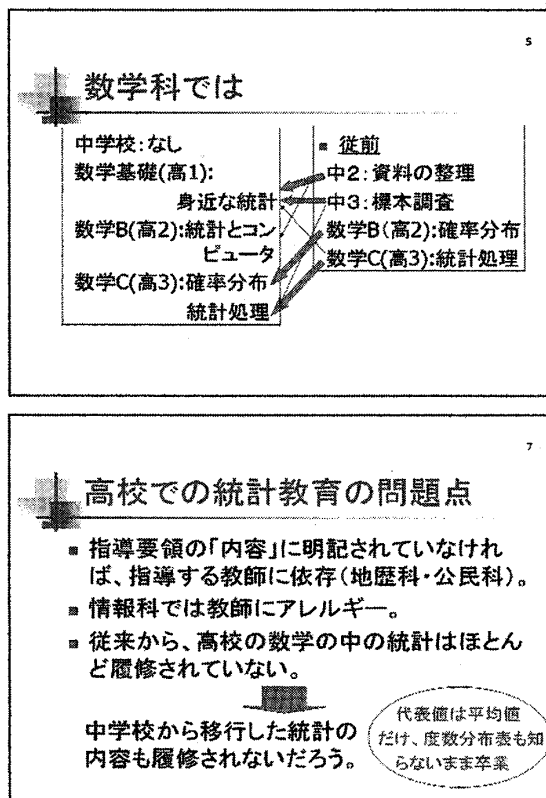 5
数学科では
中学校:なし
数学基礎(高1):
身近な統計
数学B(高2):統計とコン
ピュータ
数学C(高3):確率分布
統計処理
■ 従前
中2:資料の整理
中3:標本調査
数学B(高2):確率分布
数学C(高3):統計処理
7
高校での統計教育の問題点
■ 指導要領の「内容」に明記されていなけれ
ば、指導する教師に依存(地歴科・公民科)。
■ 情報科では教師にアレルギー。
■ 従来から、高校の数学の中の統計はほとん
ど履修されていない。
中学校から移行した統計の
内容も履修されないだろう。
代表値は平均値
だけ、度数分布表も知
らないまま卒業